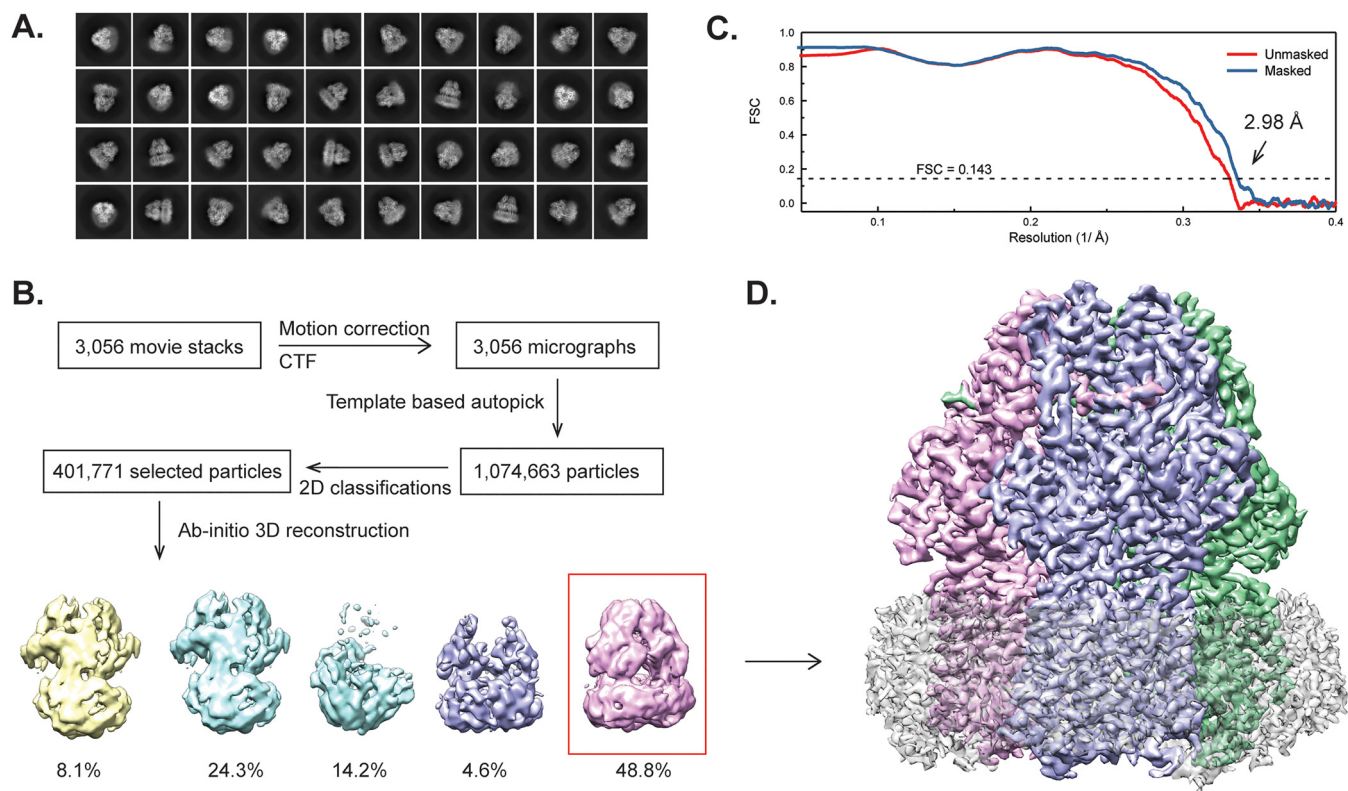 A.
C.
1.0
0.8
0.6
0.4
0.2
0.0
FSC
Unmasked
Masked
2.98 Å
FSC = 0.143
0.1
0.2
0.3
0.4
Resolution (1/ Å)
B.
3,056 movie stacks
Motion correction
CTF
3,056 micrographs
Template based autopick
401,771 selected particles
2D classifications
1,074,663 particles
Ab-initio 3D reconstruction
8.1%
24.3%
14.2%
4.6%
48.8%
D.